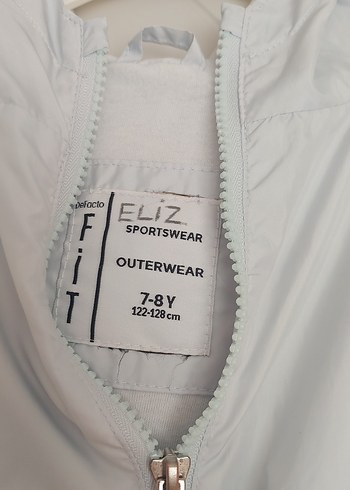 DeFacto
FiT
ELiZ
SPORTSWEAR
OUTERWEAR
7-8 Y
122-128 cm